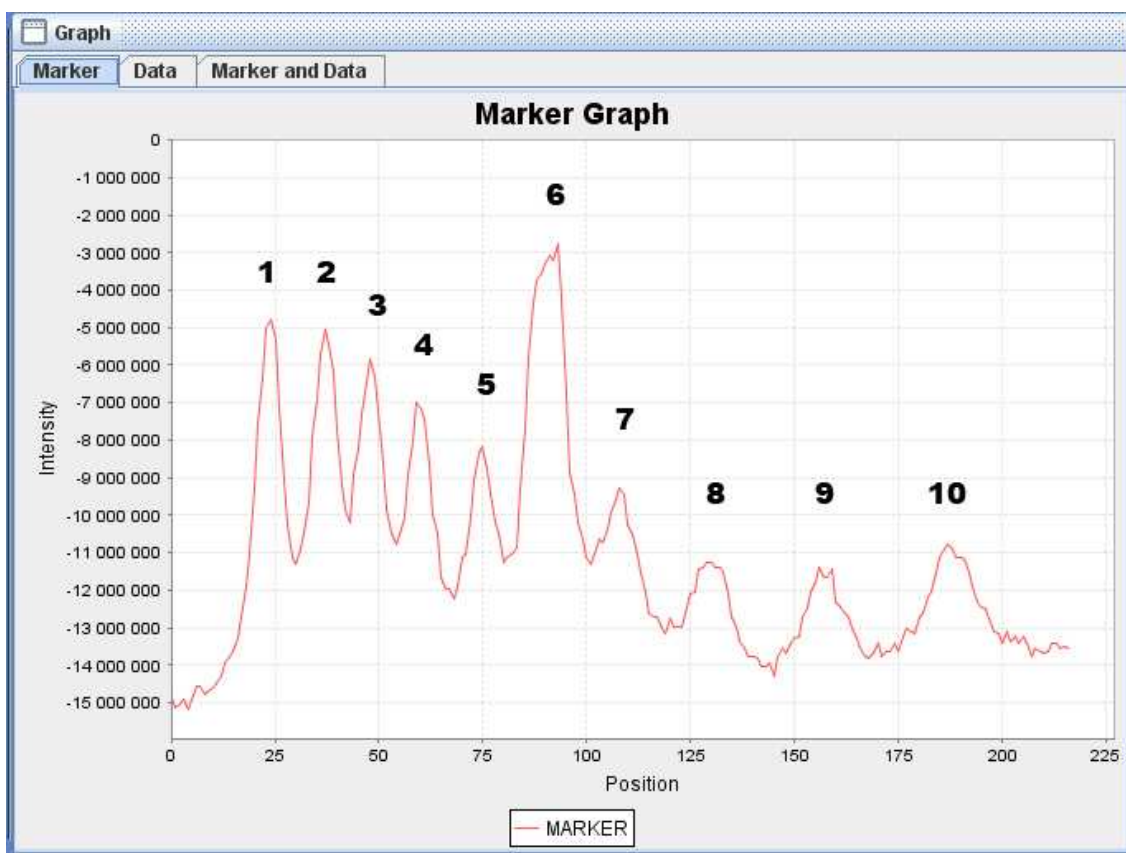 Graph
Marker Data Marker and Data
Marker Graph
0
-1 000 000
-2 000 000
-3 000 000
-4 000 000
-5 000 000
-6 000 000
-7 000 000
-8 000 000
-9 000 000
-10 000 000
-11 000 000
-12 000 000
-13 000 000
-14 000 000
-15 000 000
Intensity
1 2 3 4 5 6 7 8 9 10
0 25 50 75 100 125 150 175 200 225
Position
MARKER